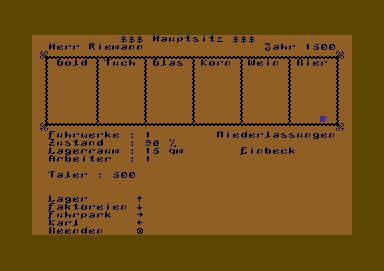 $$$ Hauptsitz $$$
Herr Riemann Jahr 1500
Gold Tuch Glas Korn Wein Bier
Fuhrwerke : 1 Niederlassungen
Zustand : 98 %
Lagerraum : 15 qm Einbeck
Arbeiter : 1
Taler : 500
Lager ↑
Faktoreien ↓
Fuhrpark →
Karl ←
Beenden ⊙